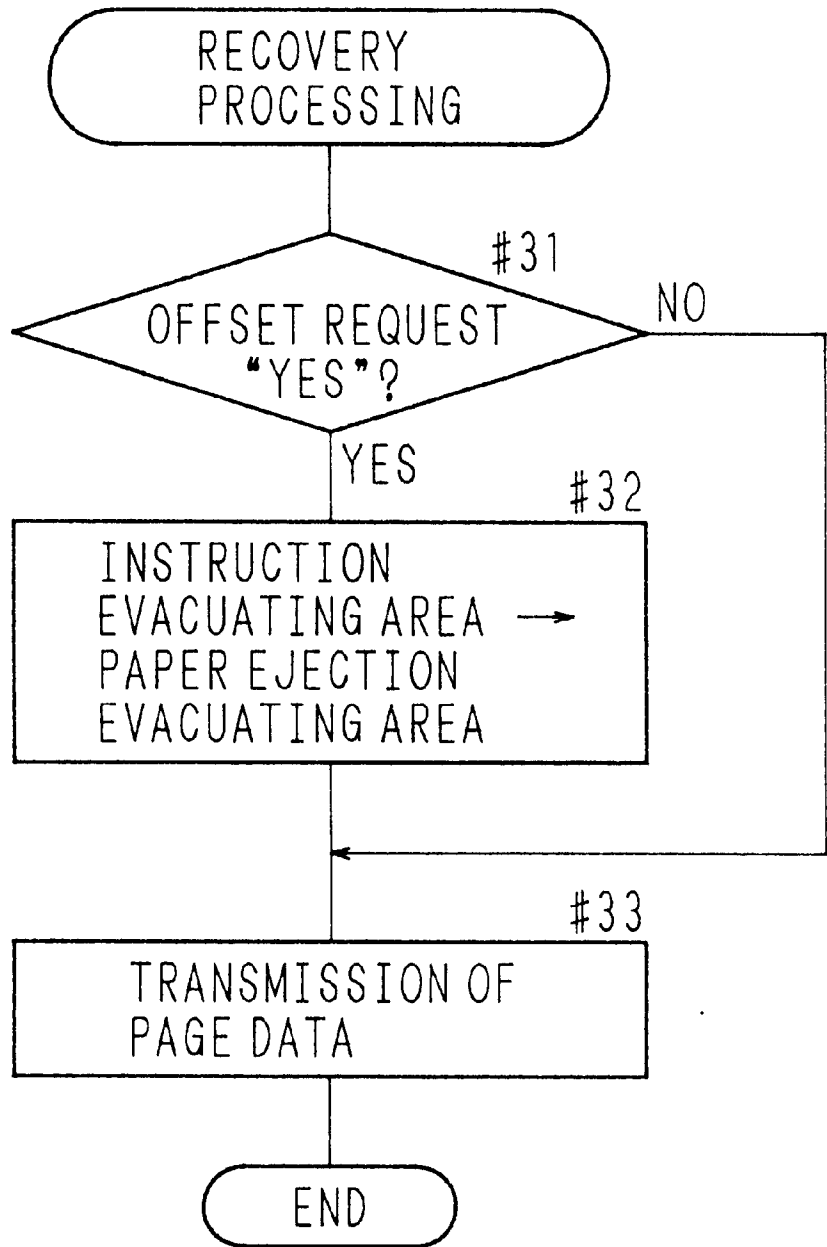 RECOVERY
PROCESSING
#31
OFFSET REQUEST
“YES”?
NO
YES
#32
INSTRUCTION
EVACUATING AREA →
PAPER EJECTION
EVACUATING AREA
#33
TRANSMISSION OF
PAGE DATA
END